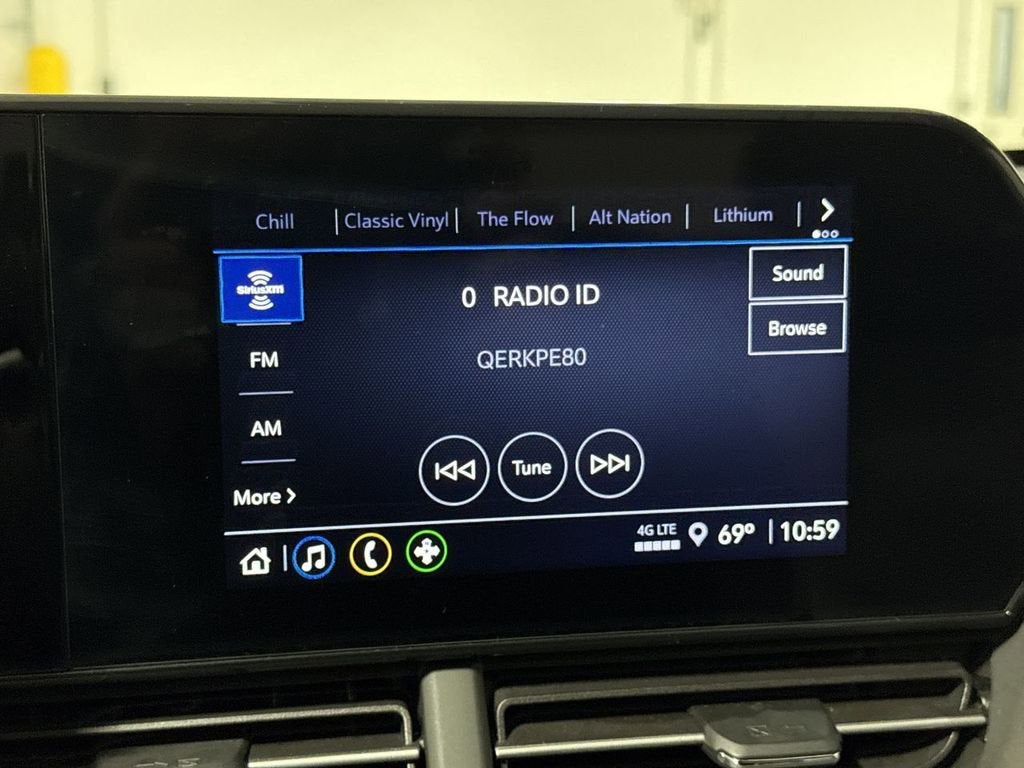 Chill | Classic Vinyl | The Flow | Alt Nation | Lithium |
SiriusXM
FM
AM
More
0 RADIO ID
QERKPE80
Sound
Browse
Tune
4G LTE
69° | 10:59